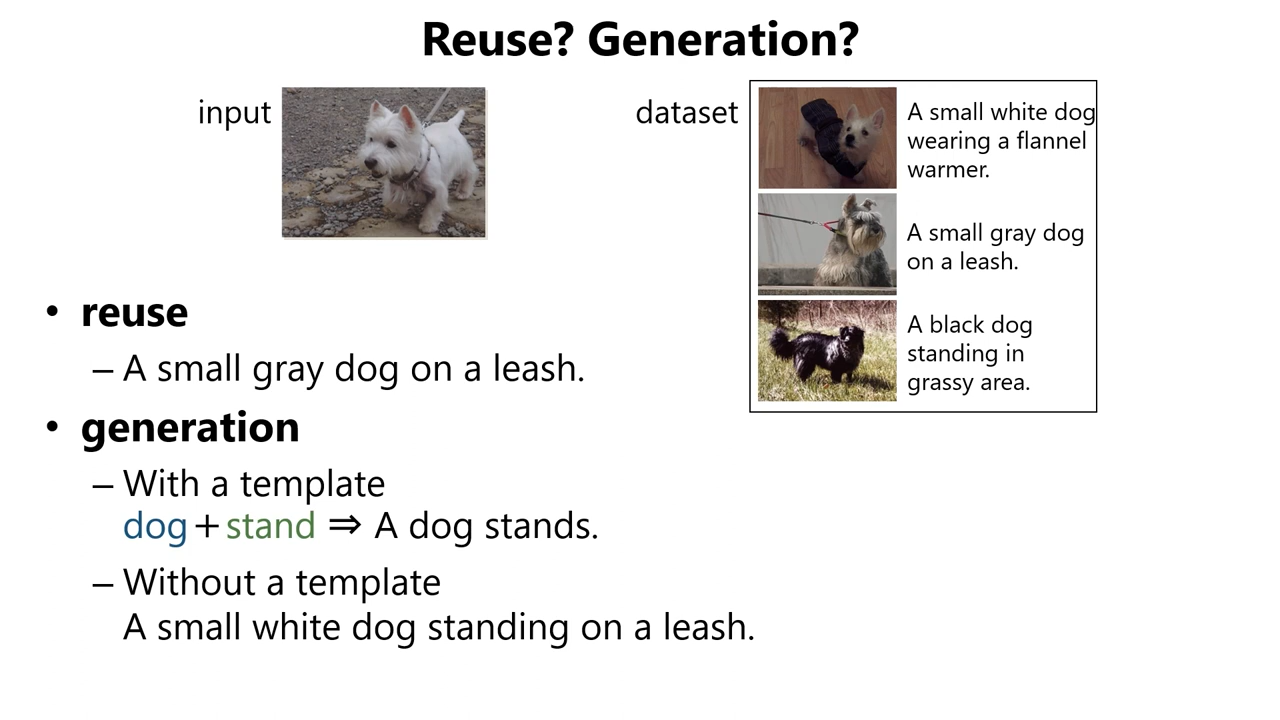 Reuse? Generation?
input
dataset
A small white dog
wearing a flannel
warmer.
A small gray dog
on a leash.
A black dog
standing in
grassy area.
• reuse
– A small gray dog on a leash.
• generation
– With a template
dog+stand ⇒ A dog stands.
– Without a template
A small white dog standing on a leash.